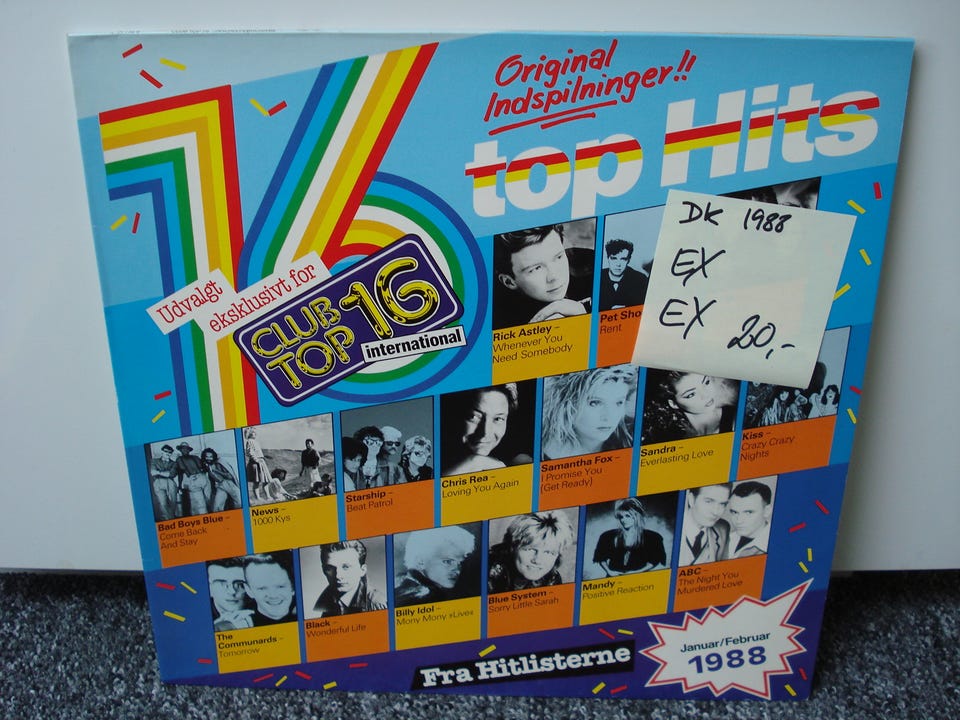 16
Original
Indspilninger!!
top Hits
Udvalgt
eksklusivt for
CLUB
TOP 16
international
DK 1988
EX
EX 20,-
Rick Astley –
Whenever You
Need Somebody
Pet Sho
Rent
Bad Boys Blue –
Come Back
And Stay
News –
1000 Kys
Starship –
Beat Patrol
Chris Rea –
Loving You Again
Samantha Fox –
I Promise You
(Get Ready)
Sandra –
Everlasting Love
Kiss –
Crazy Crazy
Nights
The
Communards –
Tomorrow
Black –
Wonderful Life
Billy Idol –
Mony Mony »Live«
Blue System –
Sorry Little Sarah
Mandy –
Positive Reaction
ABC –
The Night You
Murdered Love
Fra Hitlisterne
Januar/Februar
1988